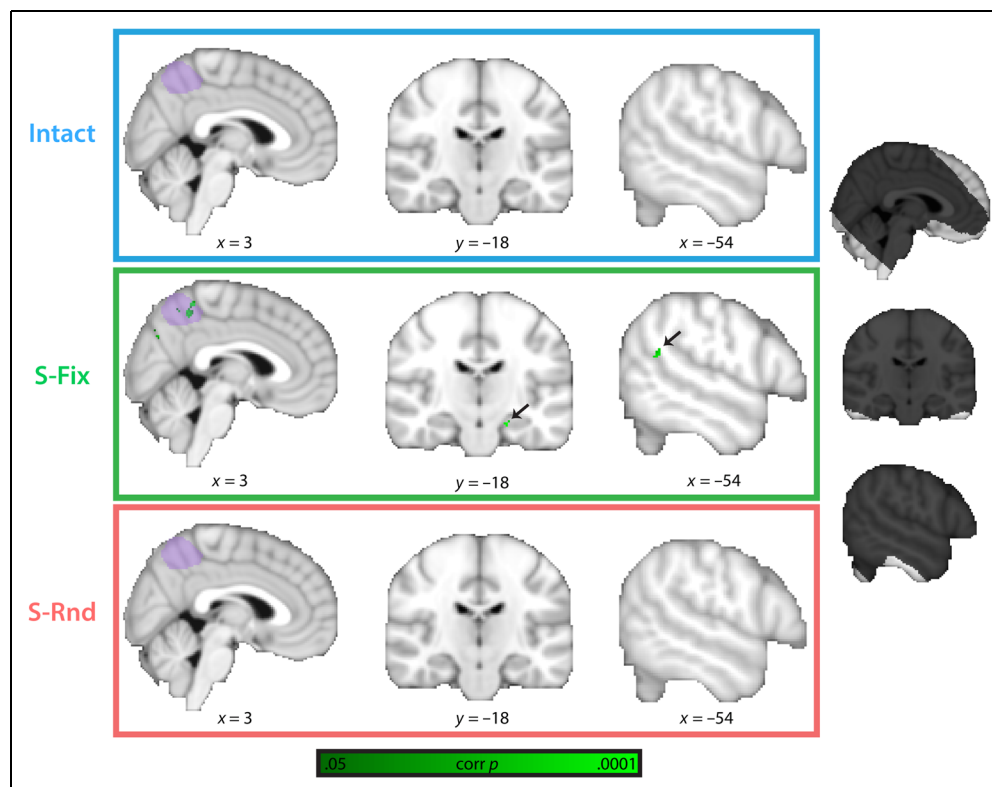 Intact
x = 3
y = –18
x = –54
S-Fix
x = 3
y = –18
x = –54
S-Rnd
x = 3
y = –18
x = –54
.05 corr p .0001